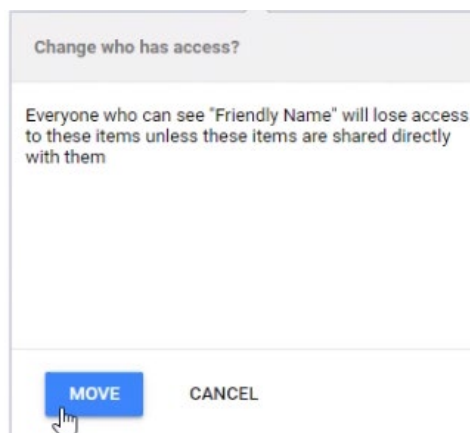 Change who has access?
Everyone who can see "Friendly Name" will lose access
to these items unless these items are shared directly
with them
MOVE
CANCEL